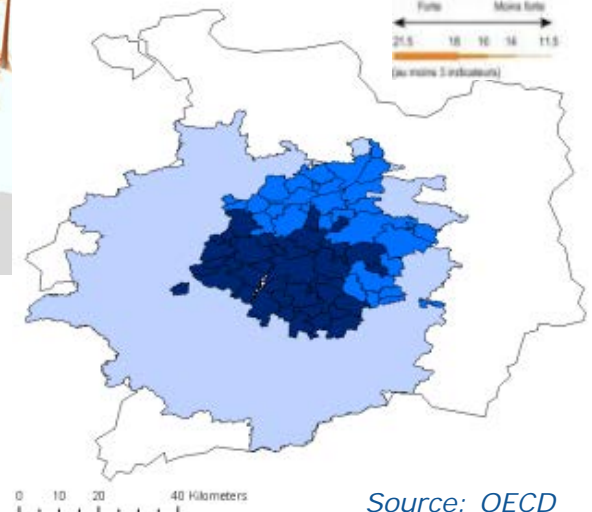 Forte Moins forte
21.5 18 16 14 11.5
(au moins 3 indicateurs)
0 10 20 40 Kilometers
Source: OECD